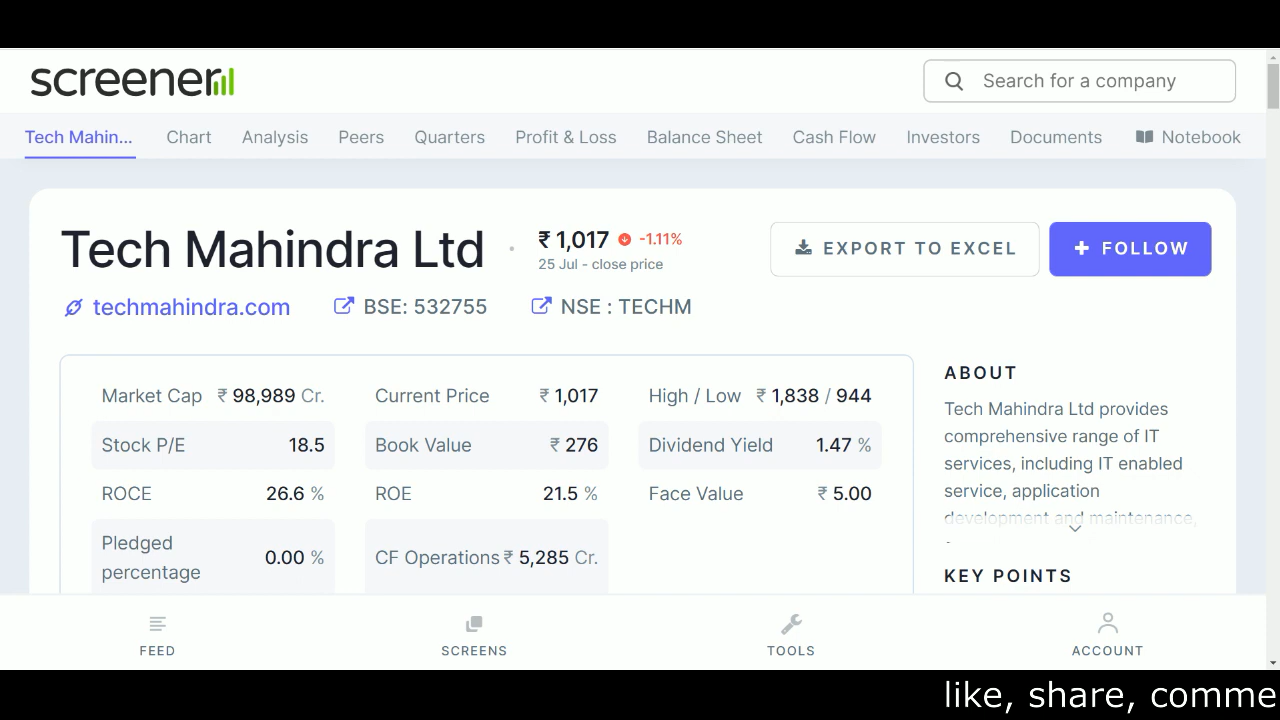 screener
Search for a company
Tech Mahin... Chart Analysis Peers Quarters Profit & Loss Balance Sheet Cash Flow Investors Documents Notebook
Tech Mahindra Ltd ₹ 1,017 -1.11%
25 Jul - close price
EXPORT TO EXCEL
+ FOLLOW
techmahindra.com BSE: 532755 NSE : TECHM
Market Cap ₹ 98,989 Cr. Current Price ₹ 1,017 High / Low ₹ 1,838 / 944
Stock P/E 18.5 Book Value ₹ 276 Dividend Yield 1.47 %
ROCE 26.6 % ROE 21.5 % Face Value ₹ 5.00
Pledged
percentage 0.00 % CF Operations ₹ 5,285 Cr.
ABOUT
Tech Mahindra Ltd provides
comprehensive range of IT
services, including IT enabled
service, application
development and maintenance,
KEY POINTS
FEED SCREENS TOOLS ACCOUNT
like, share, comme